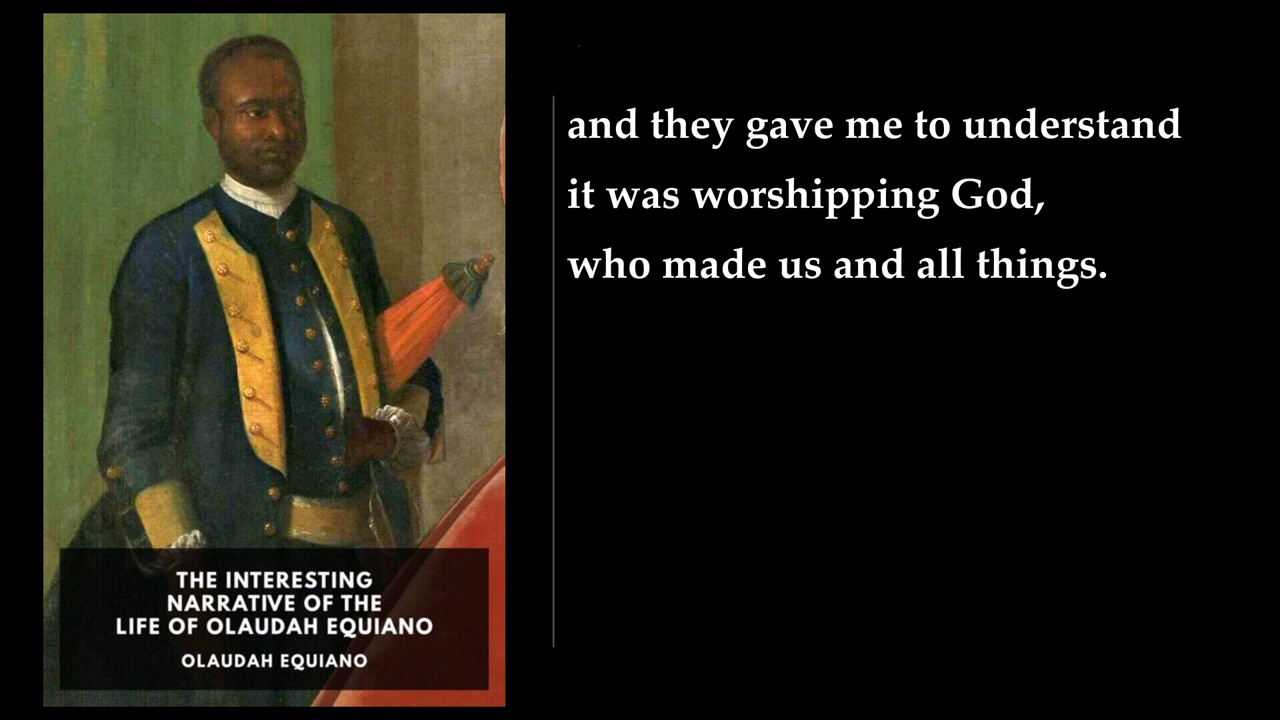 and they gave me to understand
it was worshipping God,
who made us and all things.
THE INTERESTING
NARRATIVE OF THE
LIFE OF OLAUDAH EQUIANO
OLAUDAH EQUIANO